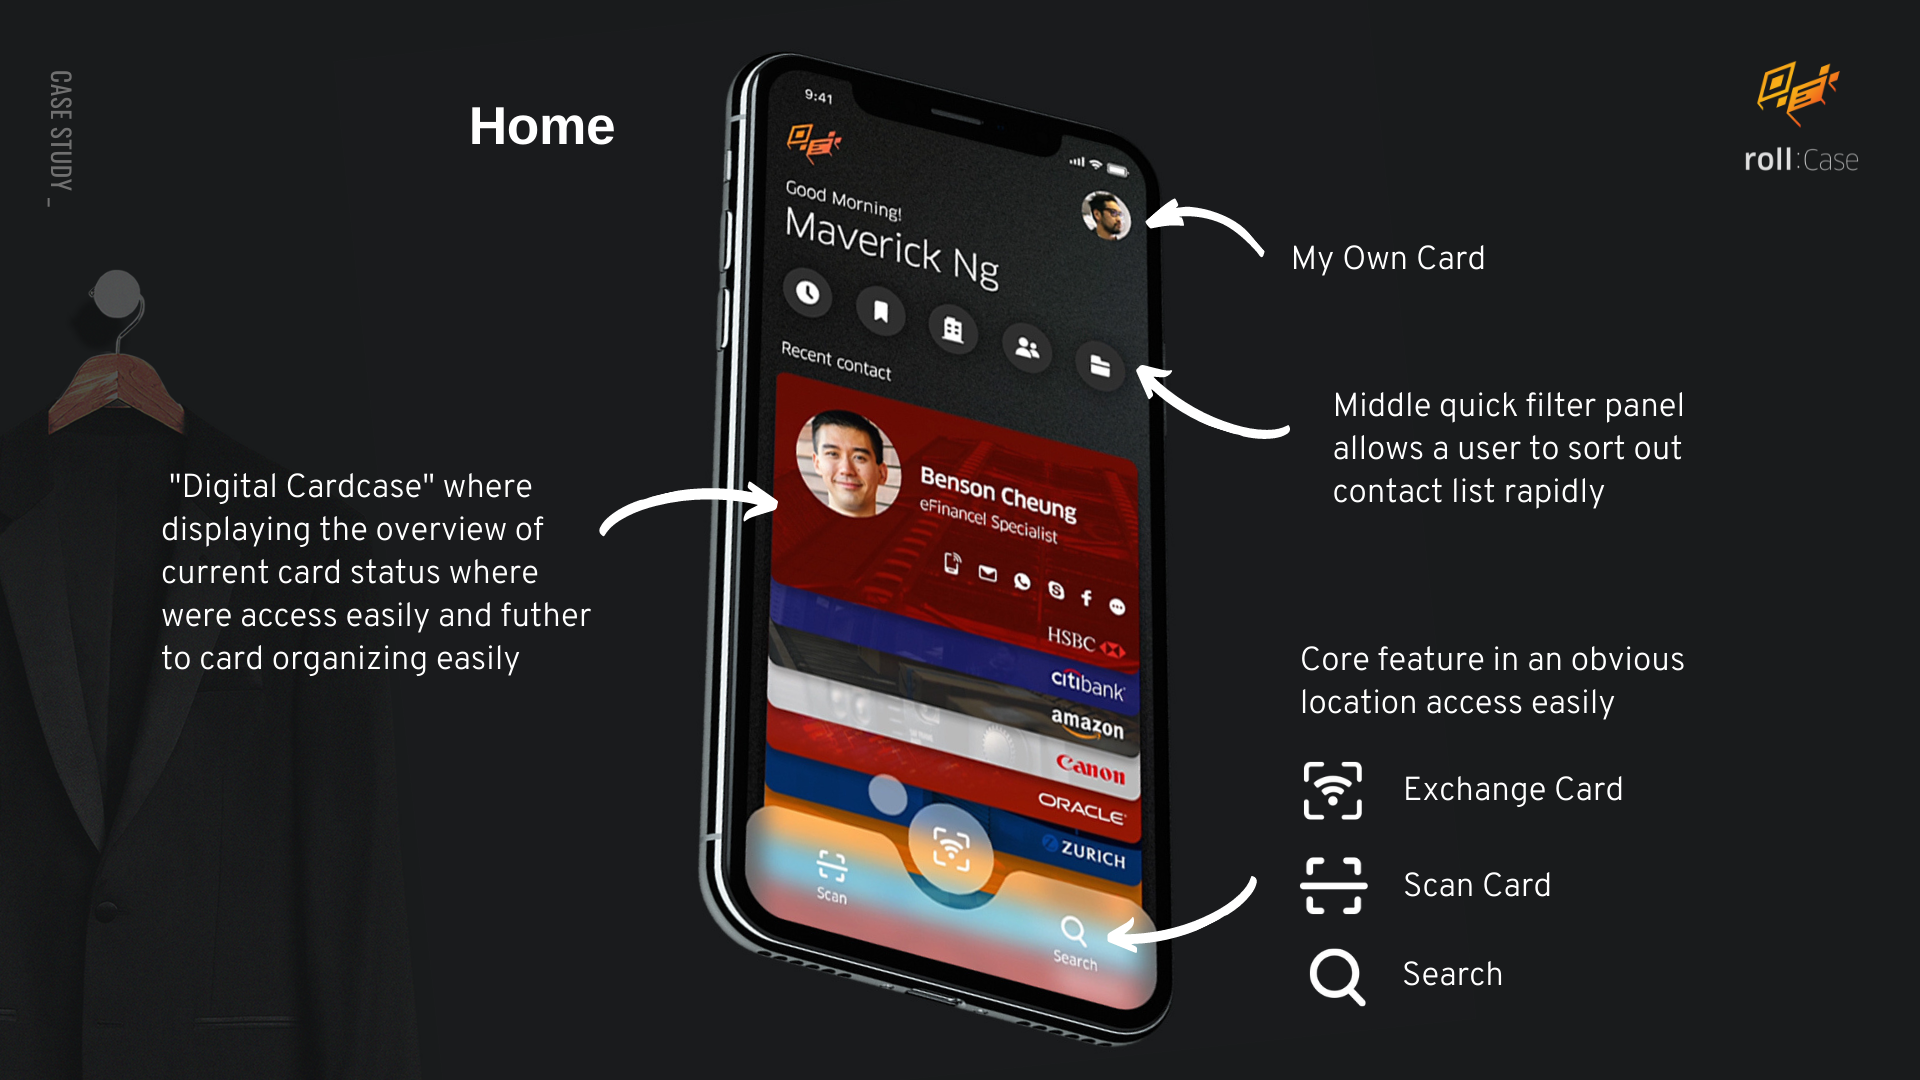 CASE STUDY _
Home
roll:Case
9:41
Good Morning!
Maverick Ng
Recent contact
Benson Cheung
eFinancel Specialist
HSBC
citibank
amazon
Canon
ORACLE
ZURICH
Scan
Search
My Own Card
Middle quick filter panel
allows a user to sort out
contact list rapidly
"Digital Cardcase" where
displaying the overview of
current card status where
were access easily and futher
to card organizing easily
Core feature in an obvious
location access easily
Exchange Card
Scan Card
Search